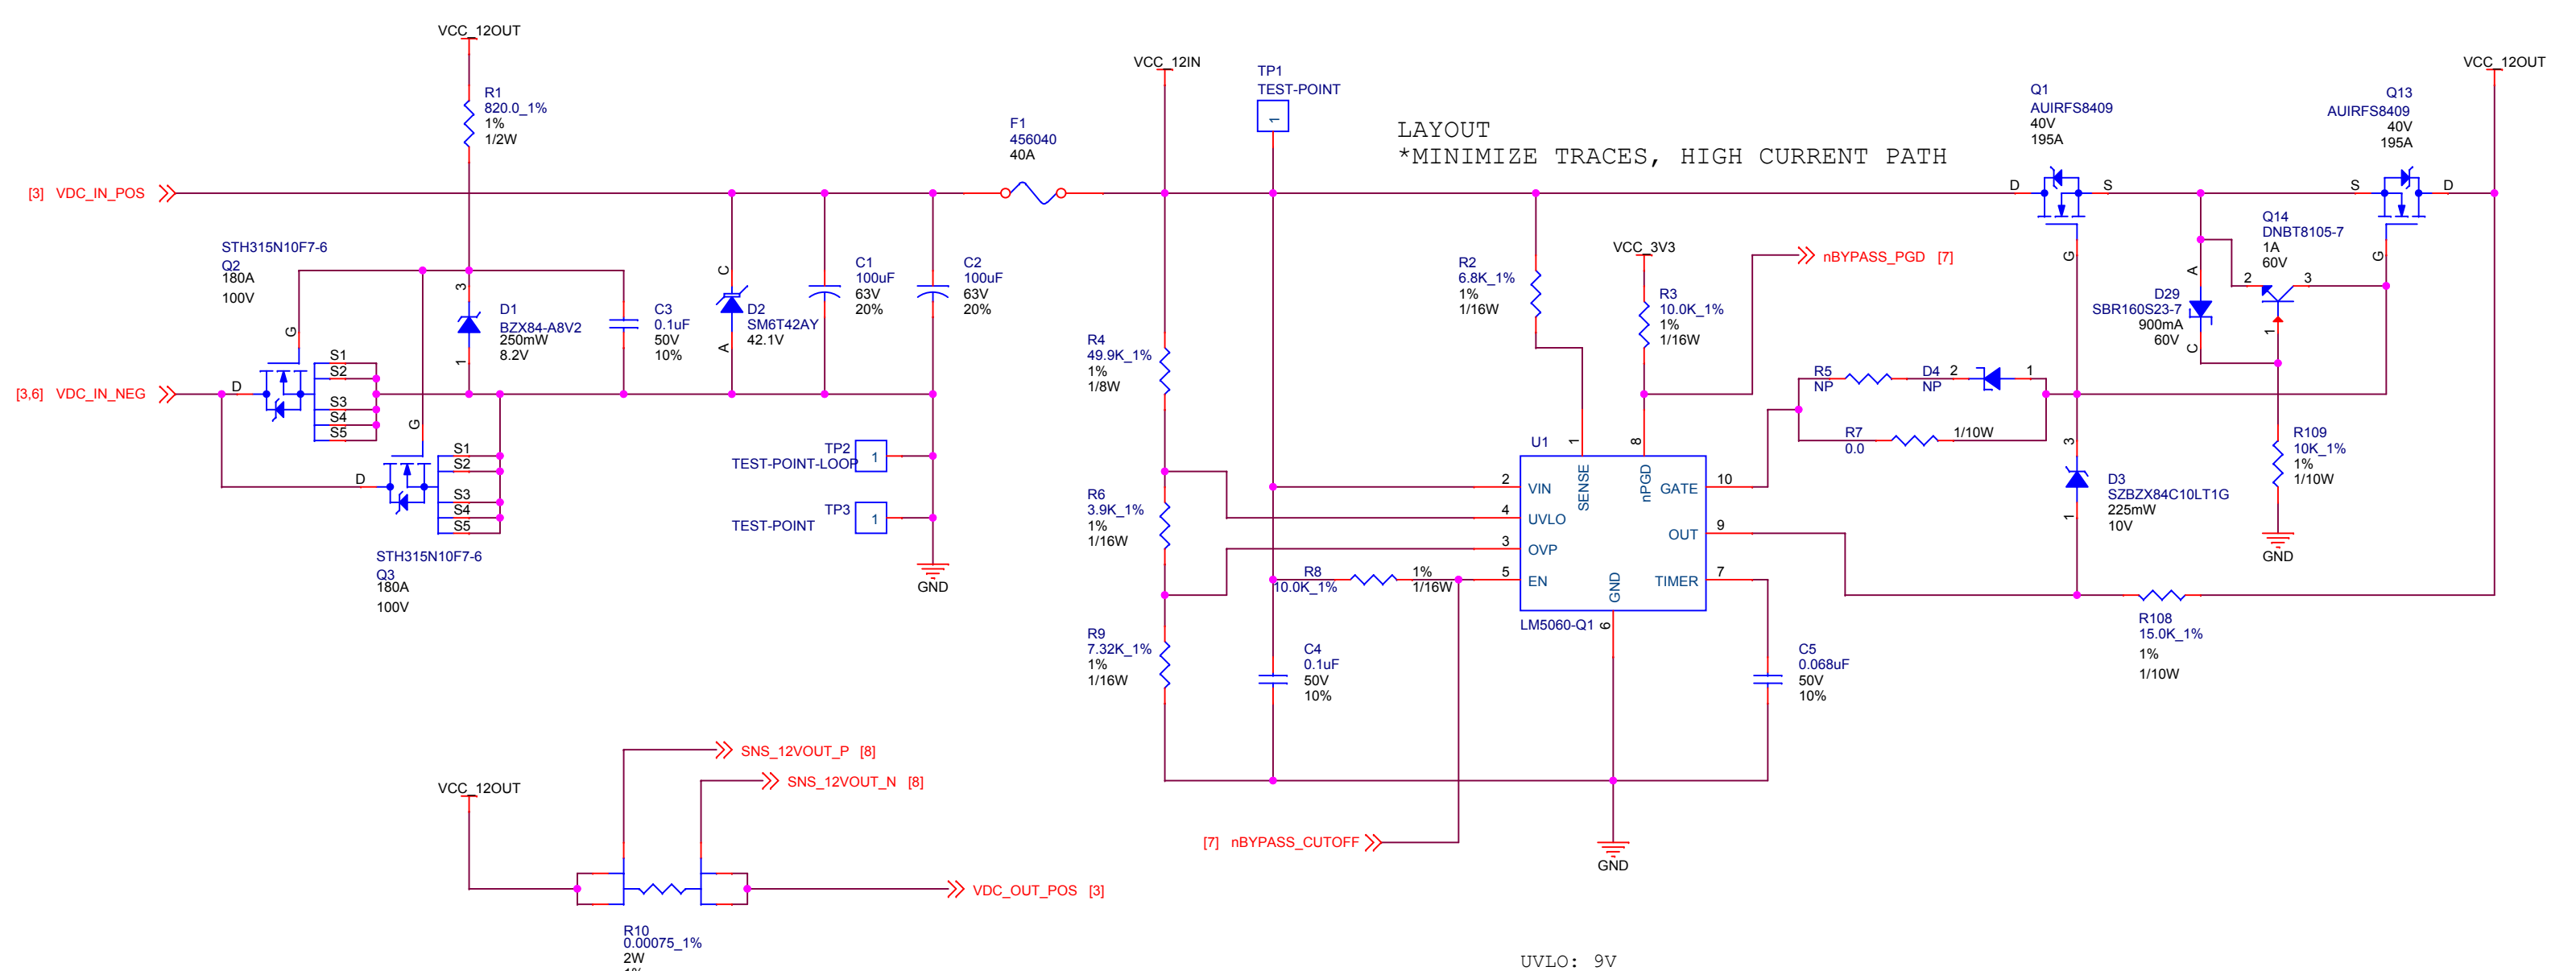 VCC_12OUT
R1
820.0_1%
1%
1/2W
[3] VDC_IN_POS
STH315N10F7-6
Q2
180A
100V
G
D
S1
S2
S3
S4
S5
[3,6] VDC_IN_NEG
3
D1
BZX84-A8V2
250mW
8.2V
1
C3
0.1uF
50V
10%
G
D
S1
S2
S3
S4
S5
STH315N10F7-6
Q3
180A
100V
C
D2
SM6T42AY
42.1V
A
C1
100uF
63V
20%
C2
100uF
63V
20%
TP2
TEST-POINT-LOOP
1
TP3
TEST-POINT
1
GND
F1
456040
40A
VCC_12IN
TP1
TEST-POINT
1
LAYOUT
*MINIMIZE TRACES, HIGH CURRENT PATH
R4
49.9K_1%
1%
1/8W
R6
3.9K_1%
1%
1/16W
R9
7.32K_1%
1%
1/16W
R2
6.8K_1%
1%
1/16W
VCC_3V3
R3
10.0K_1%
1%
1/16W
nBYPASS_PGD [7]
R8
10.0K_1%
1%
1/16W
C4
0.1uF
50V
10%
U1
1
8
SENSE
nPGD
2
VIN
4
UVLO
3
OVP
5
EN
GATE
10
OUT
9
TIMER
7
GND
6
LM5060-Q1
C5
0.068uF
50V
10%
GND
[7] nBYPASS_CUTOFF
R5
NP
D4
NP
2
1
R7
0.0
1/10W
Q1
AUIRFS8409
40V
195A
D
S
G
Q13
AUIRFS8409
40V
195A
S
D
G
VCC_12OUT
Q14
DNBT8105-7
1A
60V
2
3
1
A
D29
SBR160S23-7
900mA
60V
C
3
D3
SZBZX84C10LT1G
225mW
10V
1
R109
10K_1%
1%
1/10W
GND
R108
15.0K_1%
1%
1/10W
SNS_12VOUT_P [8]
SNS_12VOUT_N [8]
VCC_12OUT
VDC_OUT_POS [3]
R10
0.00075_1%
2W
1%
UVLO: 9V